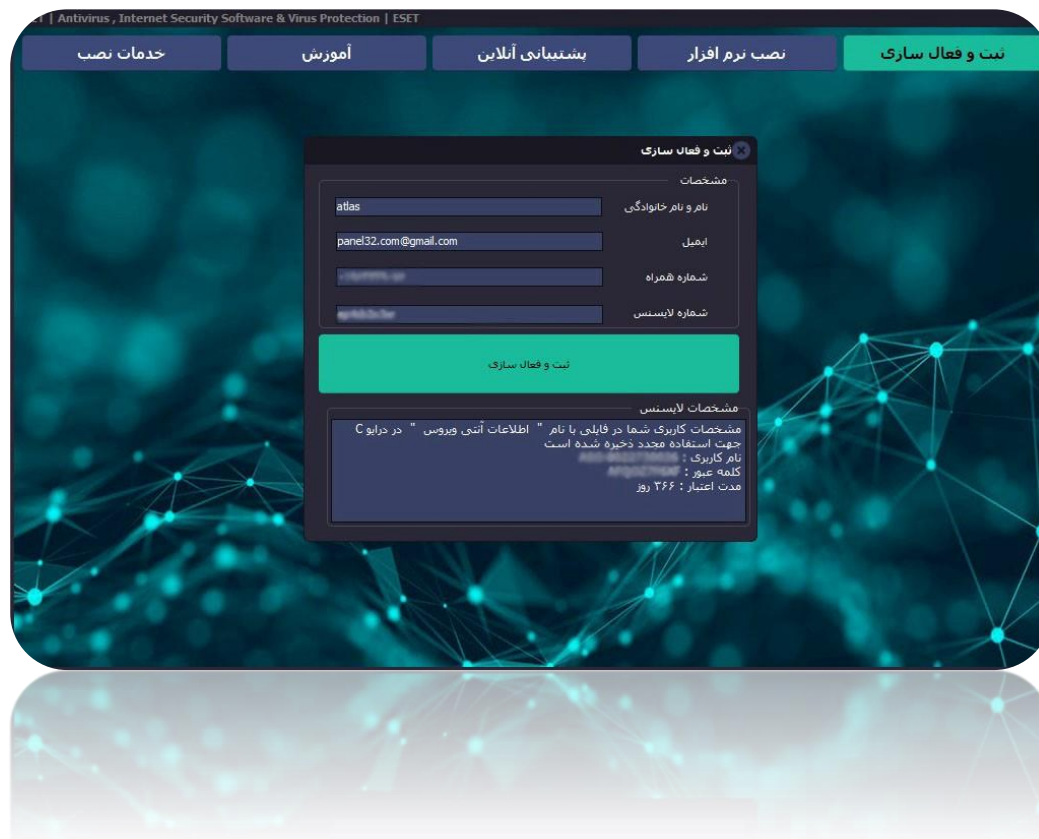 | Antivirus , Internet Security Software & Virus Protection | ESET
ثبت و فعال سازی
نصب نرم افزار
پشتیبانی آنلاین
آموزش
خدمات نصب
ثبت و فعال سازی
مشخصات
نام و نام خانوادگی atlas
ایمیل panel32.com@gmail.com
شماره همراه
شماره لایسنس
ثبت و فعال سازی
مشخصات لایسنس
مشخصات کاربری شما در فایلی با نام " اطلاعات آنتی ویروس " در درایو C
جهت استفاده مجدد ذخیره شده است
نام کاربری :
کلمه عبور :
مدت اعتبار : ۳۶۶ روز